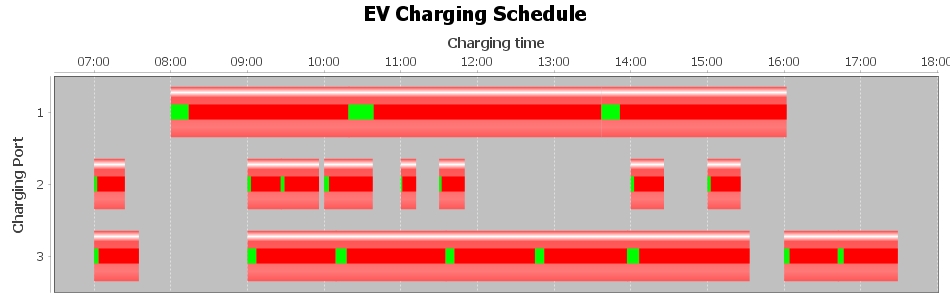 EV Charging Schedule
Charging time
07:00 08:00 09:00 10:00 11:00 12:00 13:00 14:00 15:00 16:00 17:00 18:00
Charging Port
1
2
3